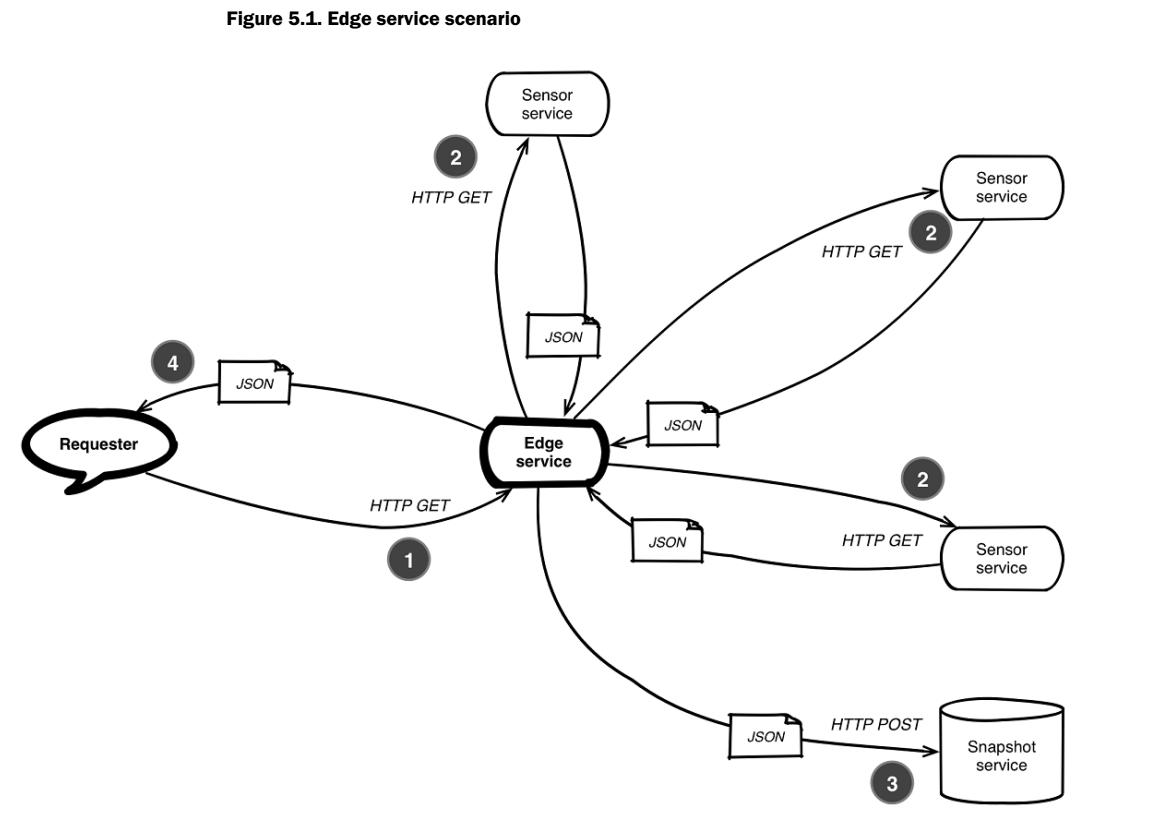 Figure 5.1. Edge service scenario
Sensor
service
2
HTTP GET
Sensor
service
2
HTTP GET
JSON
4
JSON
JSON
Requester
Edge
service
HTTP GET
1
2
HTTP GET
JSON
Sensor
service
JSON
HTTP POST
3
Snapshot
service